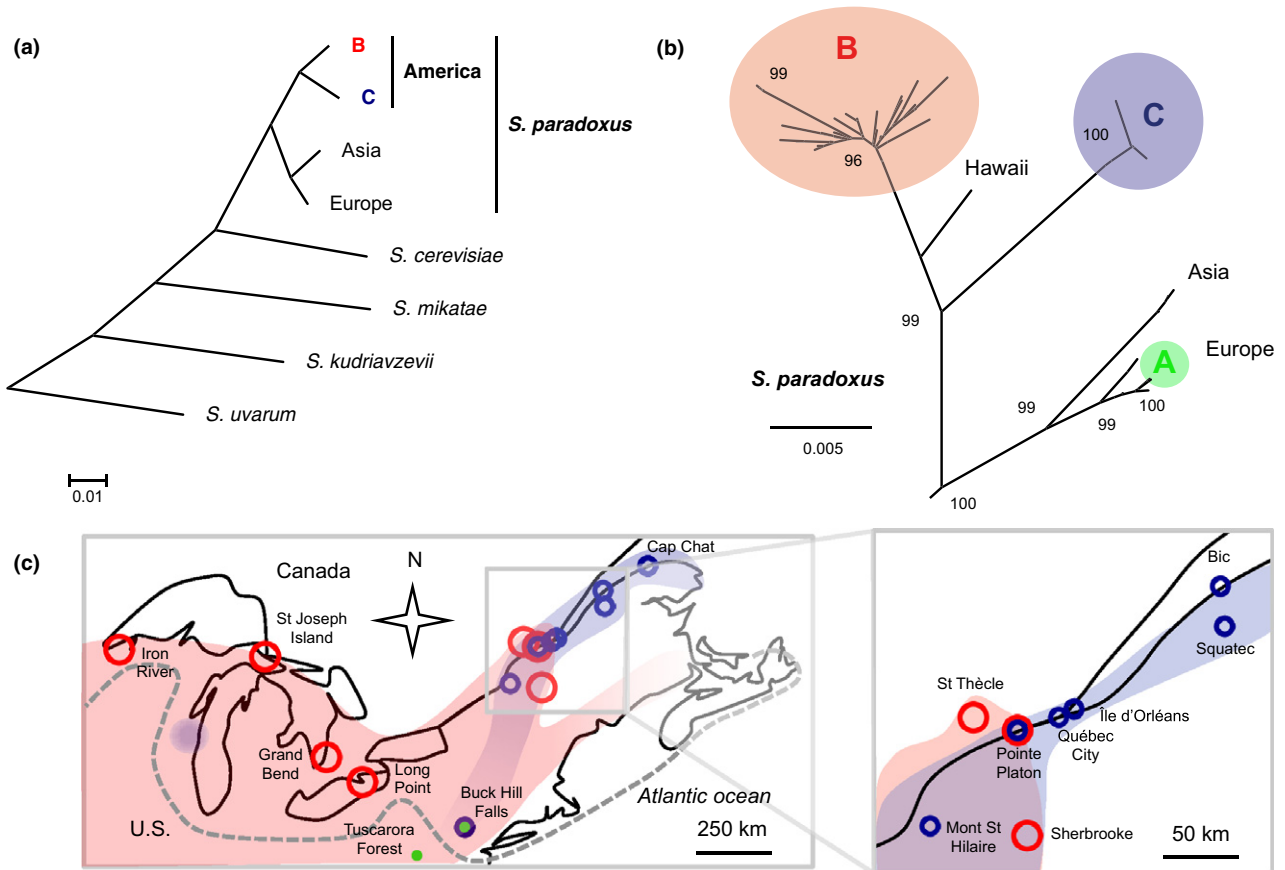 (a)
B
C
America
S. paradoxus
Asia
Europe
S. cerevisiae
S. mikatae
S. kudriavzevii
S. uvarum
0.01
(b)
B
99
96
C
100
Hawaii
Asia
Europe
A
99
99
99
100
100
S. paradoxus
0.005
(c)
Canada
N
Cap Chat
St Joseph
Island
Iron
River
Grand
Bend
Long
Point
Buck Hill
Falls
Tuscarora
Forest
U.S.
Atlantic ocean
250 km
Bic
Squatec
St Thècle
Île d'Orléans
Québec
City
Pointe
Platon
Mont St
Hilaire
Sherbrooke
50 km